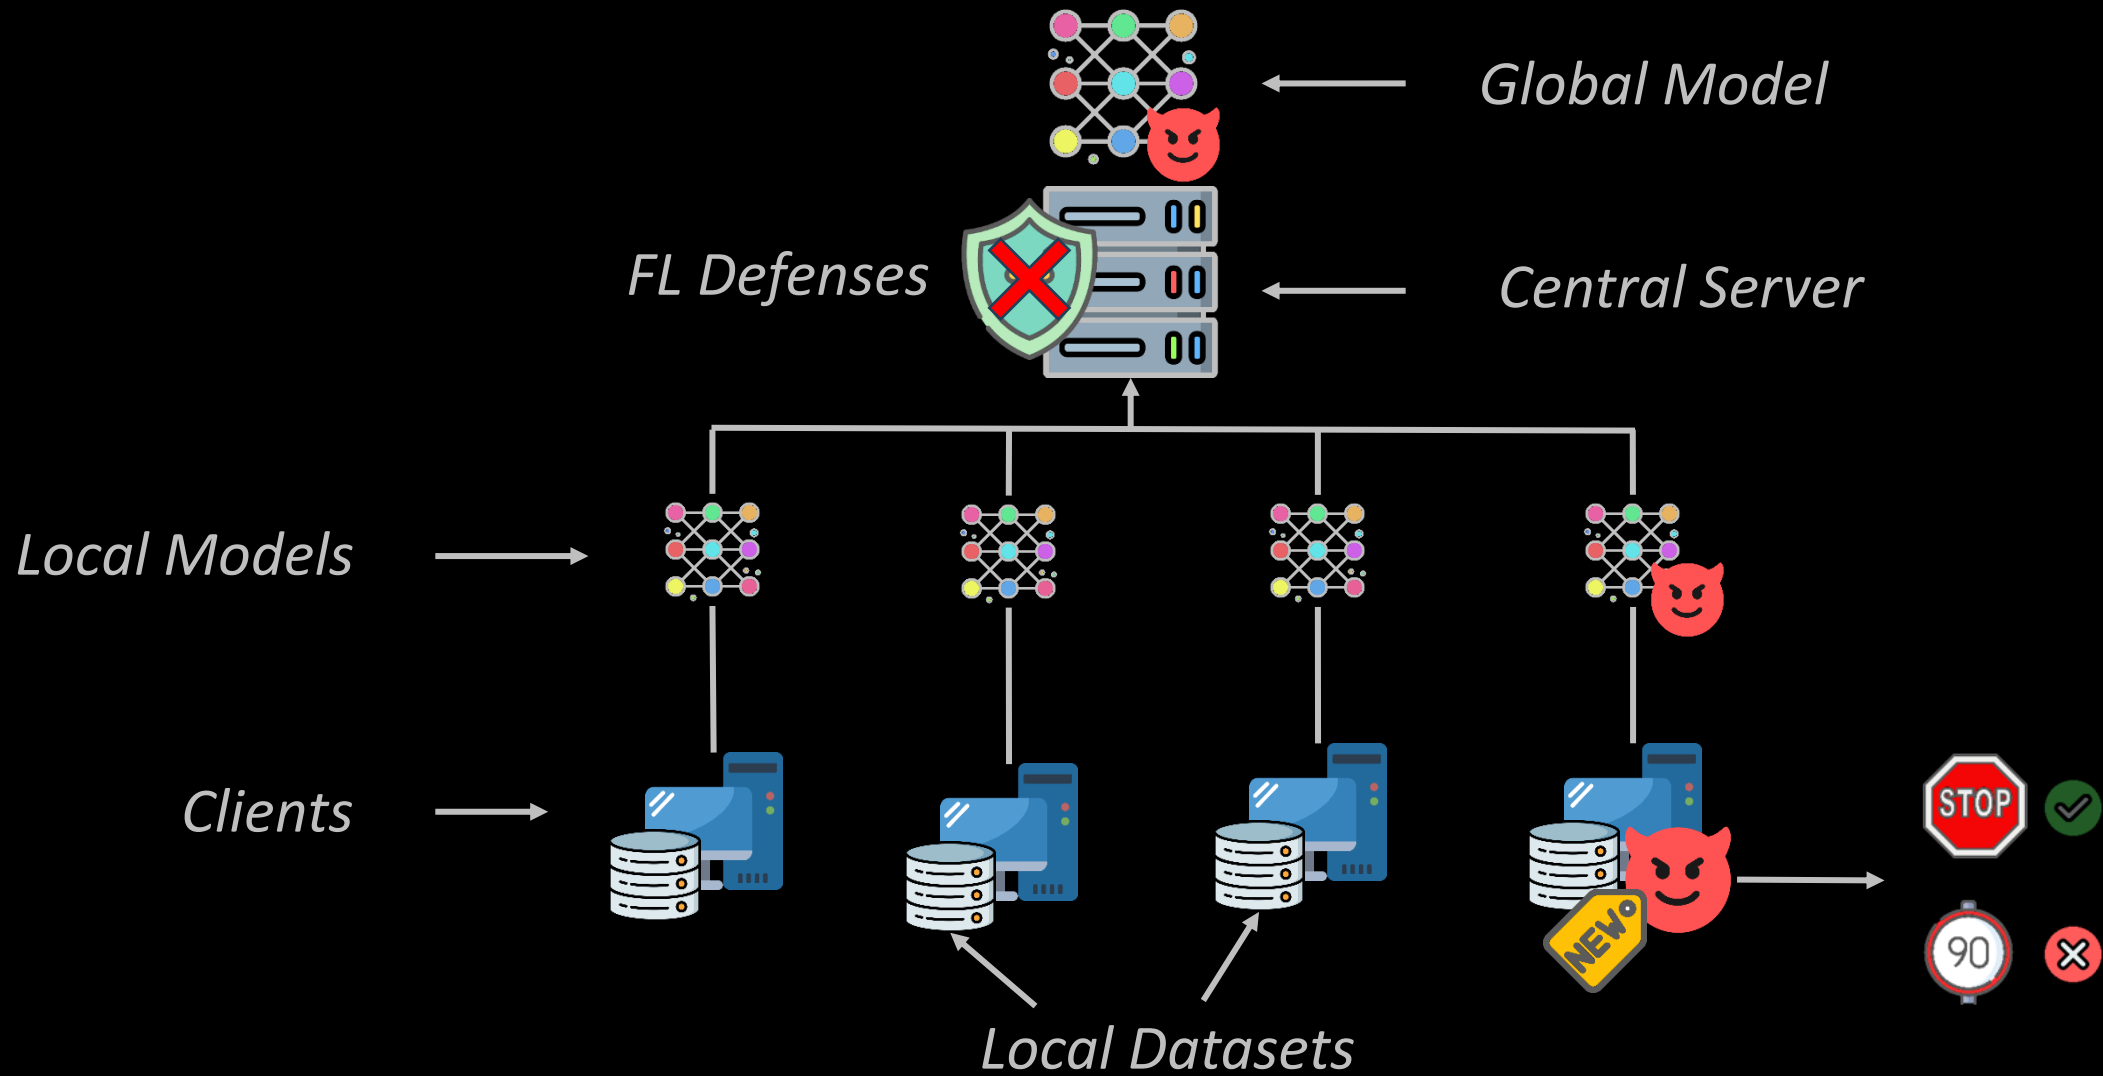 Global Model
FL Defenses
Central Server
Local Models
Clients
STOP
NEW
90
Local Datasets